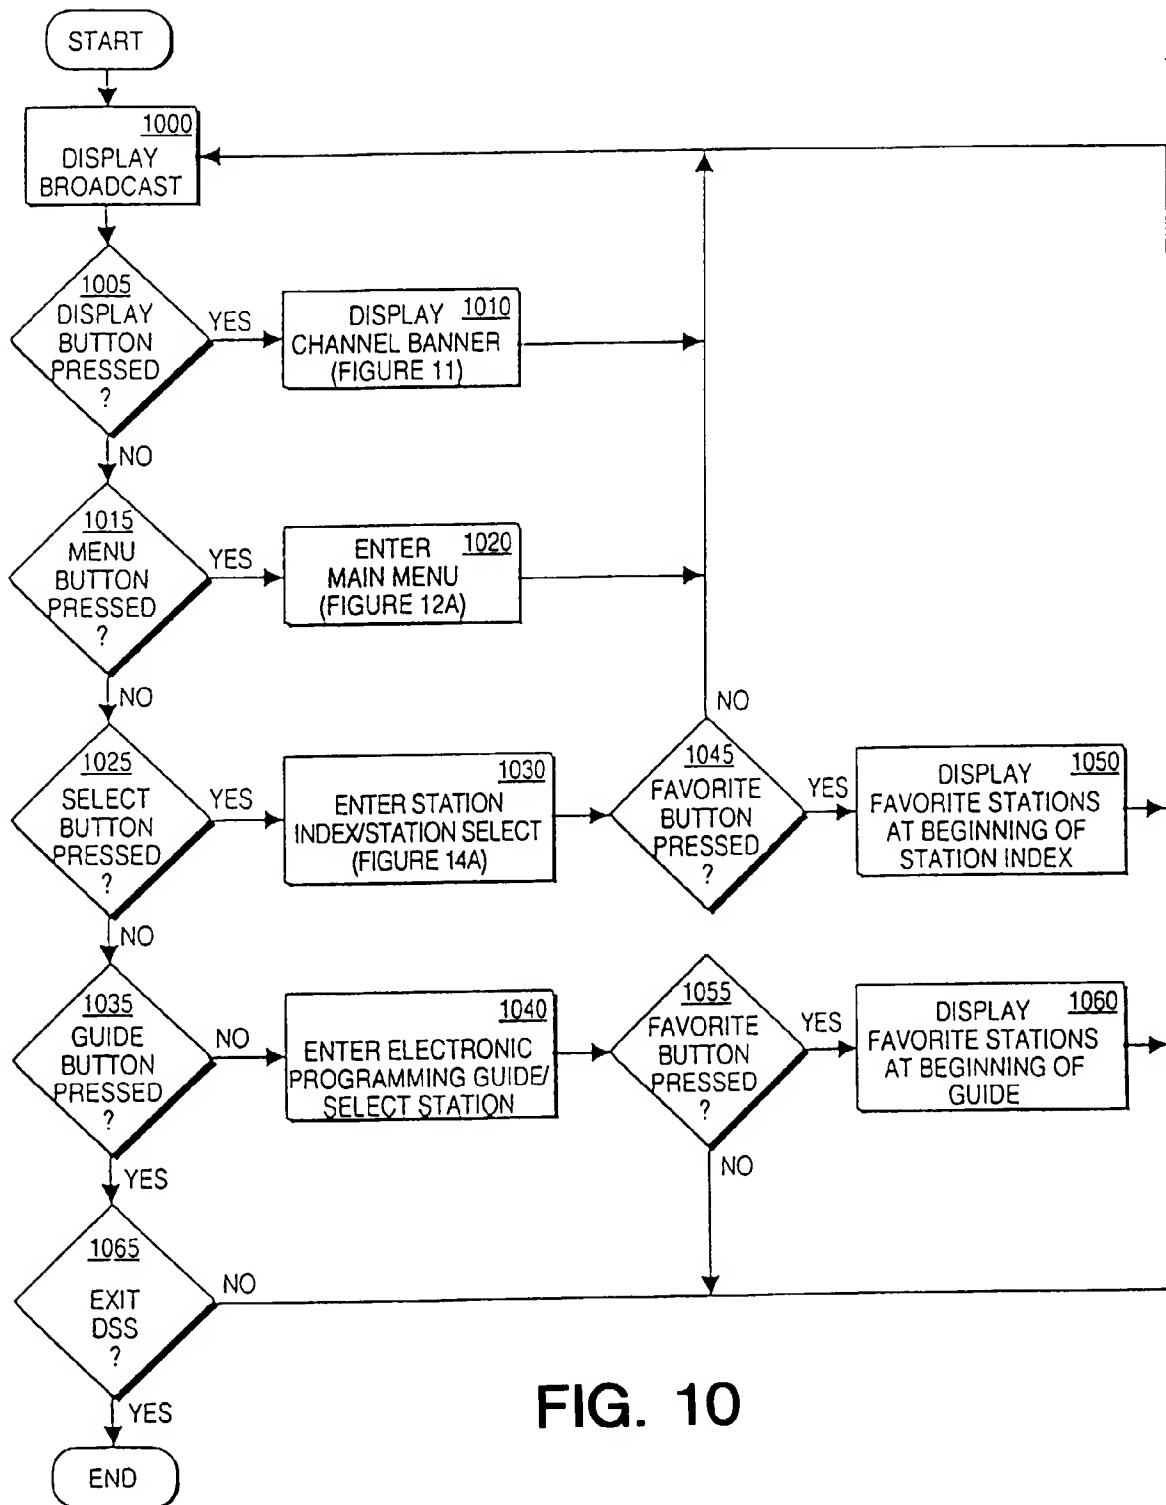 START
1000
DISPLAY
BROADCAST
1005
DISPLAY
BUTTON
PRESSED
?
YES
1010
DISPLAY
CHANNEL BANNER
(FIGURE 11)
NO
1015
MENU
BUTTON
PRESSED
?
YES
1020
ENTER
MAIN MENU
(FIGURE 12A)
NO
1025
SELECT
BUTTON
PRESSED
?
YES
1030
ENTER STATION
INDEX/STATION SELECT
(FIGURE 14A)
NO
1045
FAVORITE
BUTTON
PRESSED
?
YES
1050
DISPLAY
FAVORITE STATIONS
AT BEGINNING OF
STATION INDEX
NO
1035
GUIDE
BUTTON
PRESSED
?
NO
1040
ENTER ELECTRONIC
PROGRAMMING GUIDE/
SELECT STATION
1055
FAVORITE
BUTTON
PRESSED
?
YES
1060
DISPLAY
FAVORITE STATIONS
AT BEGINNING OF
GUIDE
NO
YES
1065
EXIT
DSS
?
NO
YES
END
FIG. 10